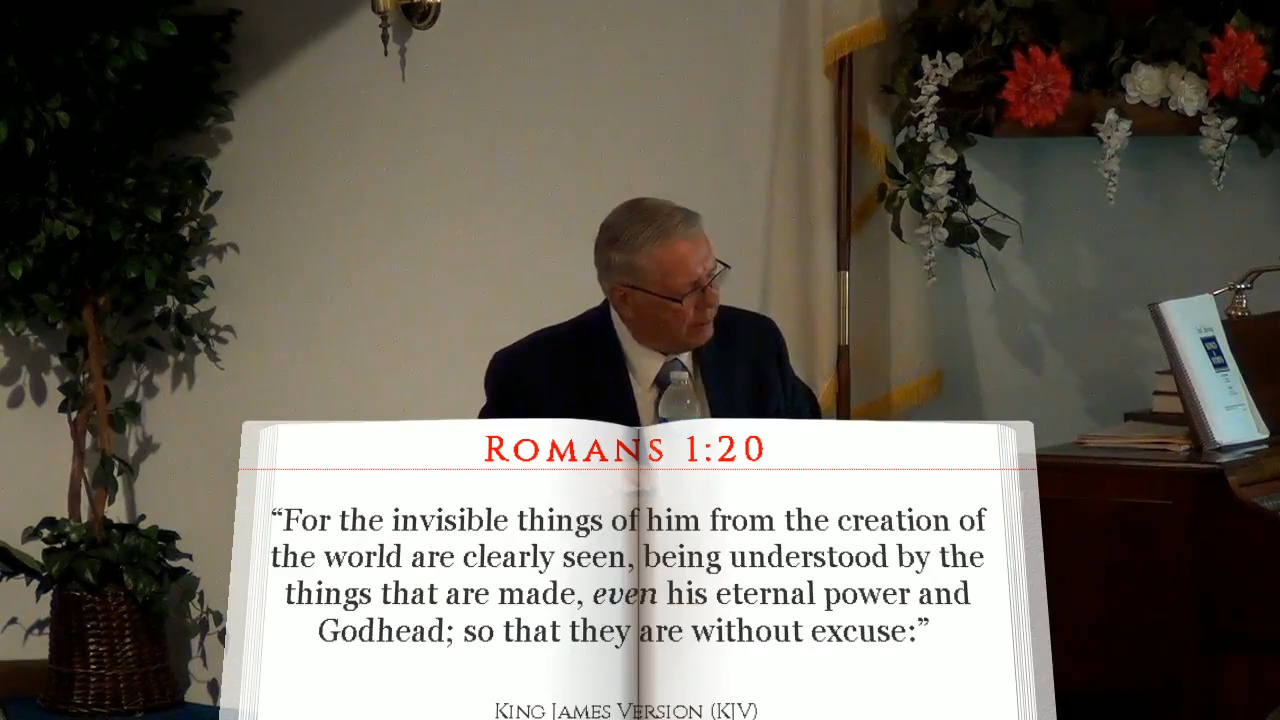 Romans 1:20
“For the invisible things of him from the creation of
the world are clearly seen, being understood by the
things that are made, even his eternal power and
Godhead; so that they are without excuse:”
King James Version (KJV)